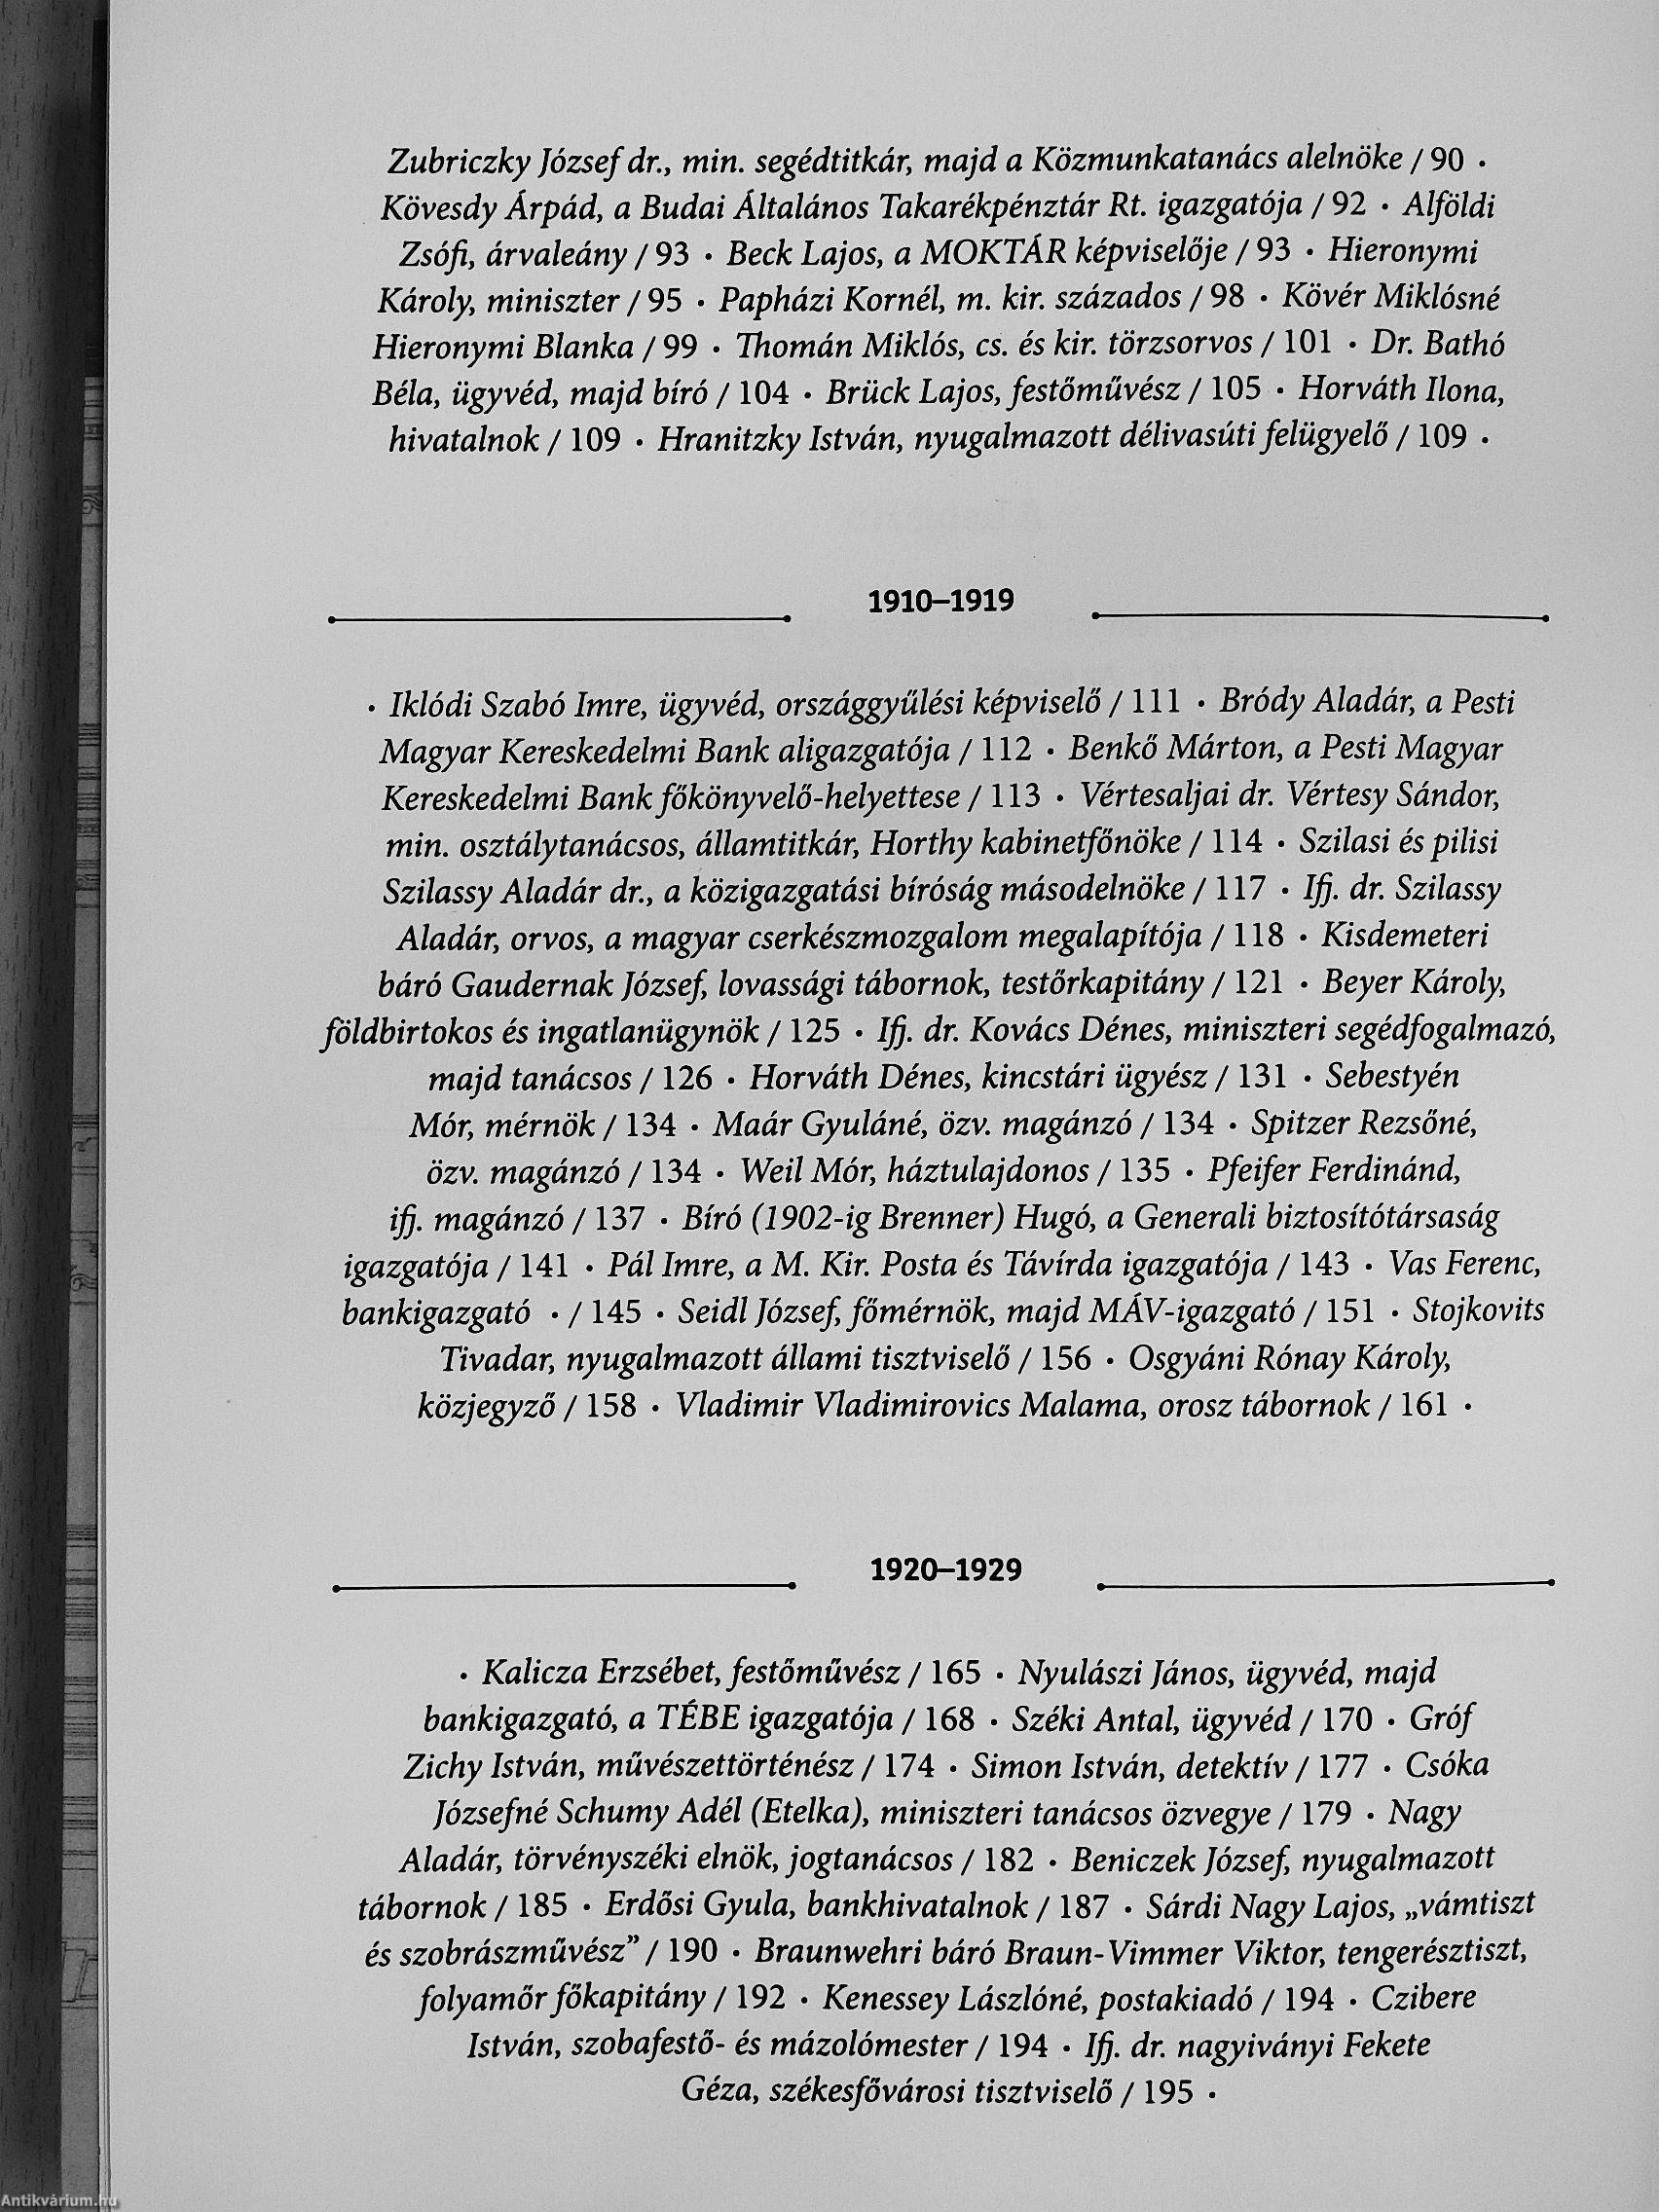 Zubriczky József dr., min. segédtitkár, majd a Közmunkatanács alelnöke / 90 •
Kövesdy Árpád, a Budai Általános Takarékpénztár Rt. igazgatója / 92 • Alföldi
Zsófi, árvaleány / 93 • Beck Lajos, a MOKTÁR képviselője / 93 • Hieronymi
Károly, miniszter / 95 • Papházi Kornél, m. kir. százados / 98 • Kövér Miklósné
Hieronymi Blanka / 99 • Thomán Miklós, cs. és kir. törzsorvos / 101 • Dr. Bathó
Béla, ügyvéd, majd bíró / 104 • Brück Lajos, festőművész / 105 • Horváth Ilona,
hivatalnok / 109 • Hranitzky István, nyugalmazott délivasúti felügyelő / 109 •
1910–1919
• Iklódi Szabó Imre, ügyvéd, országgyűlési képviselő / 111 • Bródy Aladár, a Pesti
Magyar Kereskedelmi Bank aligazgatója / 112 • Benkő Márton, a Pesti Magyar
Kereskedelmi Bank főkönyvelő-helyettese / 113 • Vértesaljai dr. Vértesy Sándor,
min. osztálytanácsos, államtitkár, Horthy kabinetfőnöke / 114 • Szilasi és pilisi
Szilassy Aladár dr., a közigazgatási bíróság másodelnöke / 117 • Ifj. dr. Szilassy
Aladár, orvos, a magyar cserkészmozgalom megalapítója / 118 • Kisdemeteri
báró Gaudernak József, lovassági tábornok, testőrkapitány / 121 • Beyer Károly,
földbirtokos és ingatlanügynök / 125 • Ifj. dr. Kovács Dénes, miniszteri segédfogalmazó,
majd tanácsos / 126 • Horváth Dénes, kincstári ügyész / 131 • Sebestyén
Mór, mérnök / 134 • Maár Gyuláné, özv. magánzó / 134 • Spitzer Rezsőné,
özv. magánzó / 134 • Weil Mór, háztulajdonos / 135 • Pfeifer Ferdinánd,
ifj. magánzó / 137 • Bíró (1902-ig Brenner) Hugó, a Generali biztosítótársaság
igazgatója / 141 • Pál Imre, a M. Kir. Posta és Távírda igazgatója / 143 • Vas Ferenc,
bankigazgató • / 145 • Seidl József, főmérnök, majd MÁV-igazgató / 151 • Stojkovits
Tivadar, nyugalmazott állami tisztviselő / 156 • Osgyáni Rónay Károly,
közjegyző / 158 • Vladimir Vladimirovics Malama, orosz tábornok / 161 •
1920–1929
• Kalicza Erzsébet, festőművész / 165 • Nyulászi János, ügyvéd, majd
bankigazgató, a TÉBE igazgatója / 168 • Széki Antal, ügyvéd / 170 • Gróf
Zichy István, művészettörténész / 174 • Simon István, detektív / 177 • Csóka
Józsefné Schumy Adél (Etelka), miniszteri tanácsos özvegye / 179 • Nagy
Aladár, törvényszéki elnök, jogtanácsos / 182 • Beniczek József, nyugalmazott
tábornok / 185 • Erdősi Gyula, bankhivatalnok / 187 • Sárdi Nagy Lajos, „vámtiszt
és szobrászművész” / 190 • Braunwehri báró Braun-Vimmer Viktor, tengerésztiszt,
folyamőr főkapitány / 192 • Kenessey Lászlóné, postakiadó / 194 • Czibere
István, szobafestő- és mázolómester / 194 • Ifj. dr. nagyiványi Fekete
Géza, székesfővárosi tisztviselő / 195 •
Antikvárium.hu